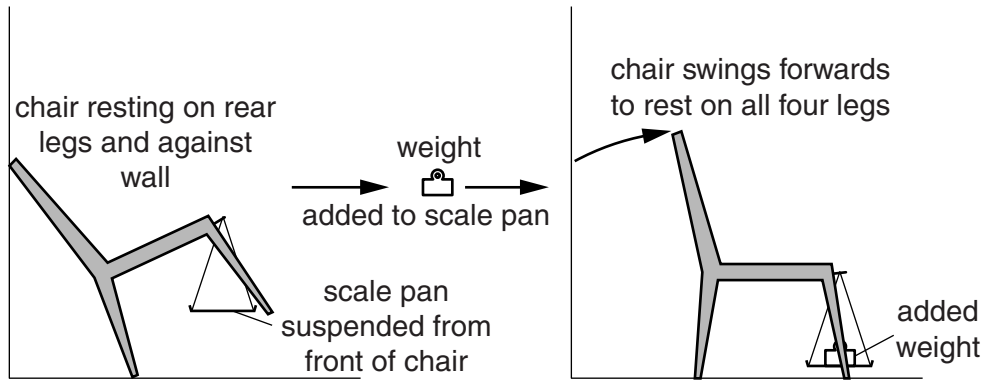 chair resting on rear
legs and against
wall
weight
added to scale pan
scale pan
suspended from
front of chair
chair swings forwards
to rest on all four legs
added
weight